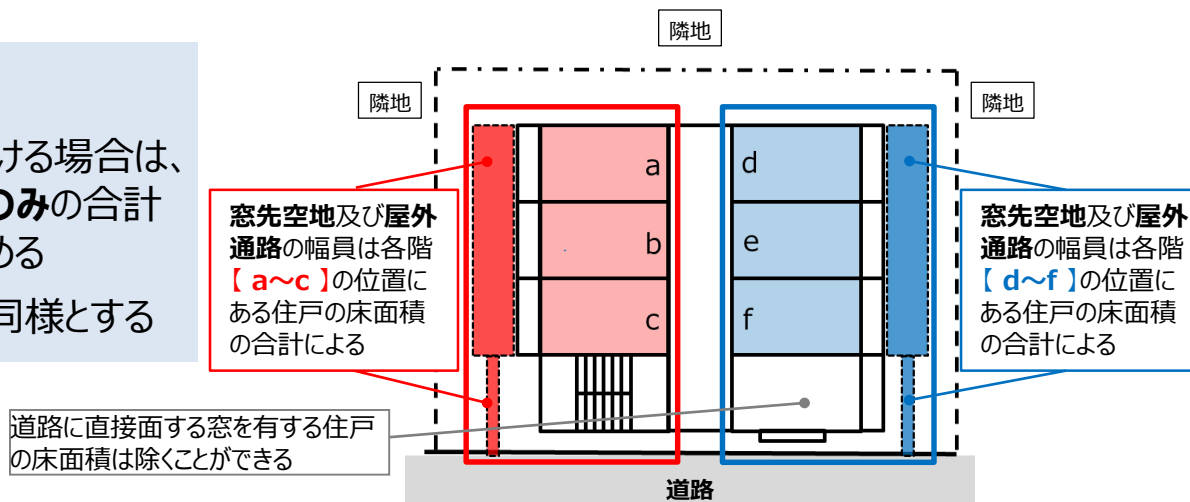 隣地
隣地
隣地
ける場合は、
のみの合計
める
同様とする
窓先空地及び屋外
通路の幅員は各階
【 a~c 】の位置に
ある住戸の床面積
の合計による
a
b
c
d
e
f
窓先空地及び屋外
通路の幅員は各階
【 d~f 】の位置に
ある住戸の床面積
の合計による
道路に直接面する窓を有する住戸
の床面積は除くことができる
道路